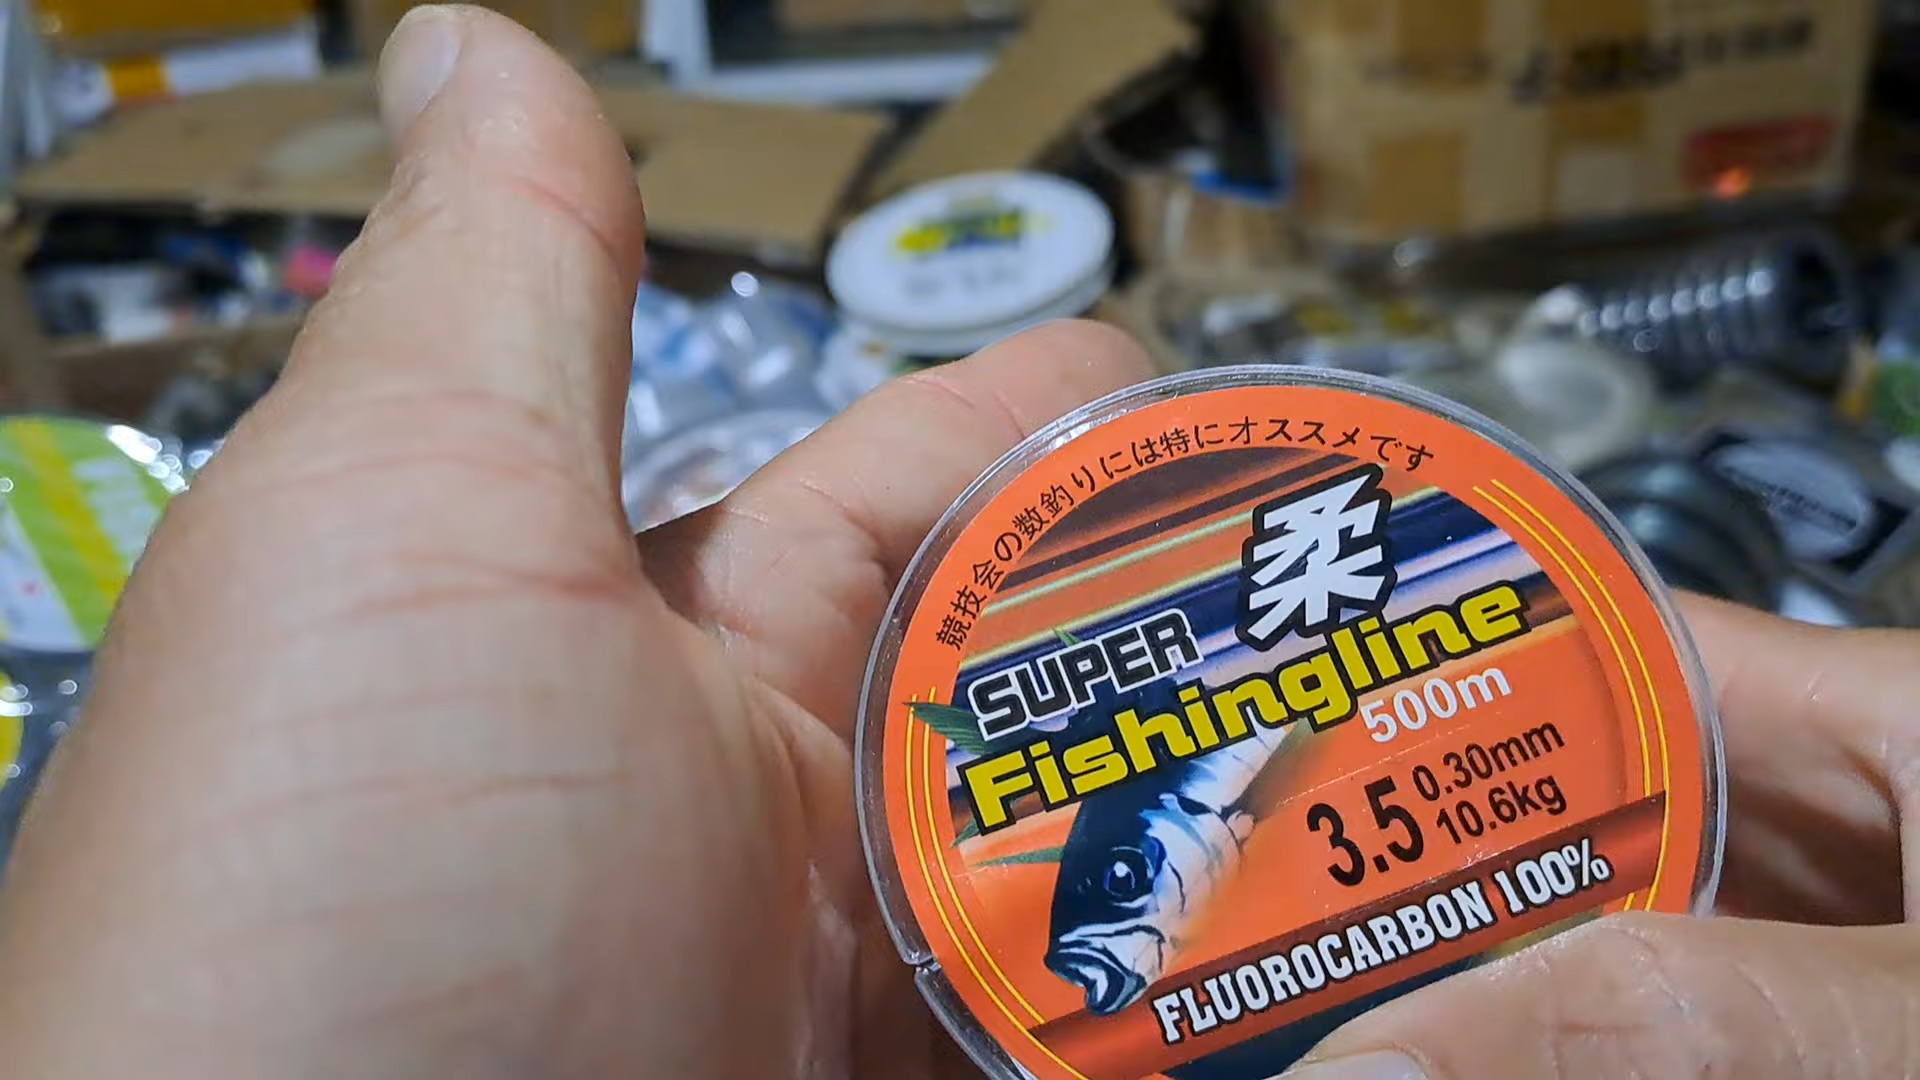 競技会の数釣りには特にオススメです
柔
SUPER
Fishingline
500m
3.5
0.30mm
10.6kg
FLUOROCARBON 100%